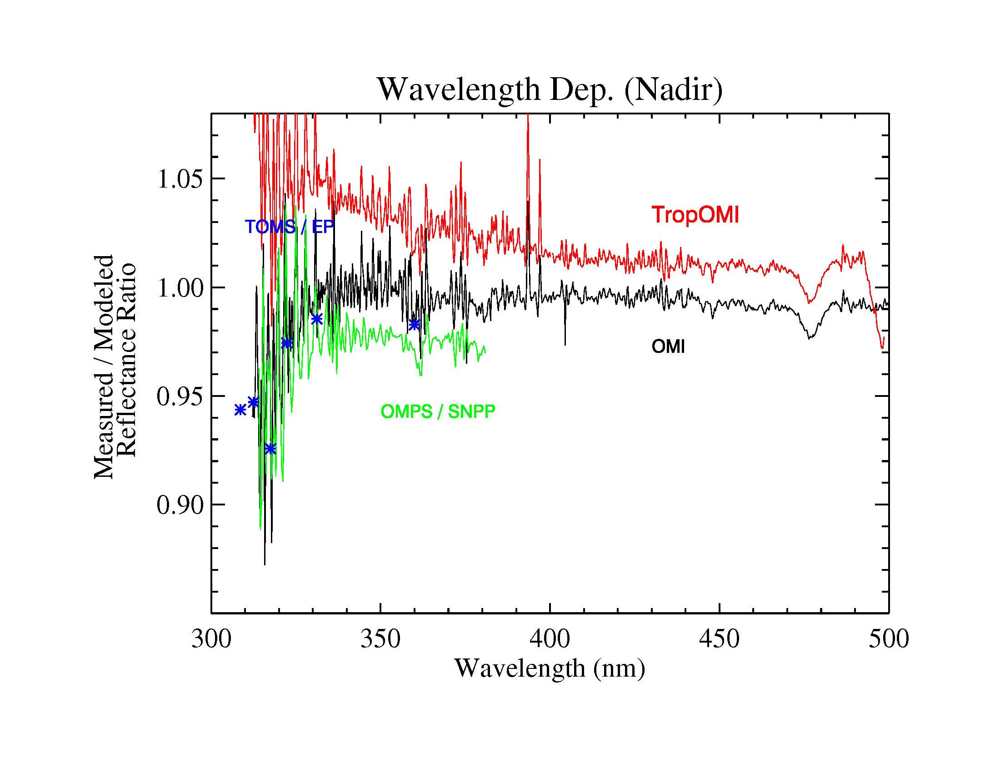 Wavelength Dep. (Nadir)
Measured / Modeled
Reflectance Ratio
1.05
1.00
0.95
0.90
TOMS / EP
TropOMI
OMI
OMPS / SNPP
300 350 400 450 500
Wavelength (nm)